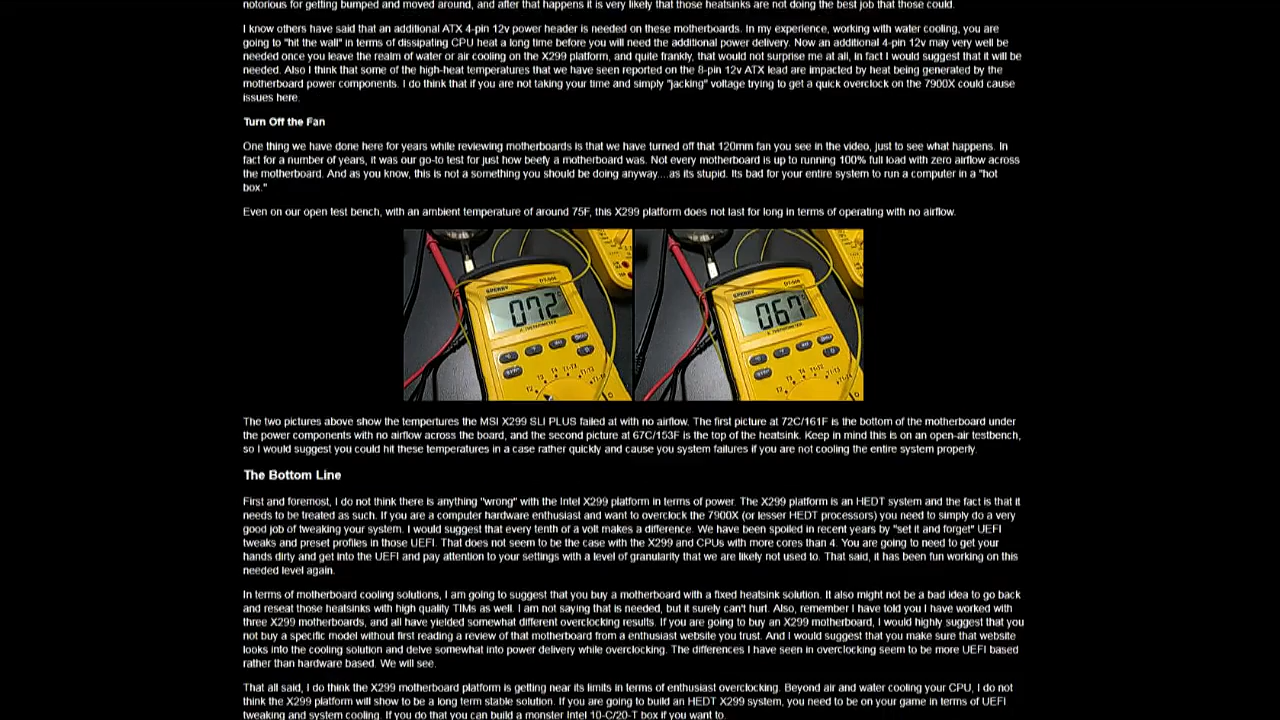 notorious for getting bumped and moved around, and after that happens it is very likely that those heatsinks are not doing the best job that those could.
I know others have said that an additional ATX 4-pin 12v power header is needed on these motherboards. In my experience, working with water cooling, you are
going to "hit the wall" in terms of dissipating CPU heat a long time before you will need the additional power delivery. Now an additional 4-pin 12v may very well be
needed once you leave the realm of water or air cooling on the X299 platform, and quite frankly, that would not surprise me at all, in fact I would suggest that it will be
needed. Also I think that some of the high-heat temperatures that we have seen reported on the 8-pin 12v ATX lead are impacted by heat being generated by the
motherboard power components. I do think that if you are not taking your time and simply "jacking" voltage trying to get a quick overclock on the 7900X could cause
issues here.
Turn Off the Fan
One thing we have done here for years while reviewing motherboards is that we have turned off that 120mm fan you see in the video, just to see what happens. In
fact for a number of years, it was our go-to test for just how beefy a motherboard was. Not every motherboard is up to running 100% full load with zero airflow across
the motherboard. And as you know, this is not a something you should be doing anyway....as its stupid. Its bad for your entire system to run a computer in a "hot
box."
Even on our open test bench, with an ambient temperature of around 75F, this X299 platform does not last for long in terms of operating with no airflow.
SPERRY
072
SPERRY
067
The two pictures above show the tempertures the MSI X299 SLI PLUS failed at with no airflow. The first picture at 72C/161F is the bottom of the motherboard under
the power components with no airflow across the board, and the second picture at 67C/153F is the top of the heatsink. Keep in mind this is on an open-air testbench,
so I would suggest you could hit these temperatures in a case rather quickly and cause you system failures if you are not cooling the entire system properly.
The Bottom Line
First and foremost, I do not think there is anything "wrong" with the Intel X299 platform in terms of power. The X299 platform is an HEDT system and the fact is that it
needs to be treated as such. If you are a computer hardware enthusiast and want to overclock the 7900X (or lesser HEDT processors) you need to simply do a very
good job of tweaking your system. I would suggest that every tenth of a volt makes a difference. We have been spoiled in recent years by "set it and forget" UEFI
tweaks and preset profiles in those UEFI. That does not seem to be the case with the X299 and CPUs with more cores than 4. You are going to need to get your
hands dirty and get into the UEFI and pay attention to your settings with a level of granularity that we are likely not used to. That said, it has been fun working on this
needed level again.
In terms of motherboard cooling solutions, I am going to suggest that you buy a motherboard with a fixed heatsink solution. It also might not be a bad idea to go back
and reseat those heatsinks with high quality TIMs as well. I am not saying that is needed, but it surely can't hurt. Also, remember I have told you I have worked with
three X299 motherboards, and all have yielded somewhat different overclocking results. If you are going to buy an X299 motherboard, I would highly suggest that you
not buy a specific model without first reading a review of that motherboard from a enthusiast website you trust. And I would suggest that you make sure that website
looks into the cooling solution and delve somewhat into power delivery while overclocking. The differences I have seen in overclocking seem to be more UEFI based
rather than hardware based. We will see.
That all said, I do think the X299 motherboard platform is getting near its limits in terms of enthusiast overclocking. Beyond air and water cooling your CPU, I do not
think the X299 platform will show to be a long term stable solution. If you are going to build an HEDT X299 system, you need to be on your game in terms of UEFI
tweaking and system cooling. If you do that you can build a monster Intel 10-C/20-T box if you want to.